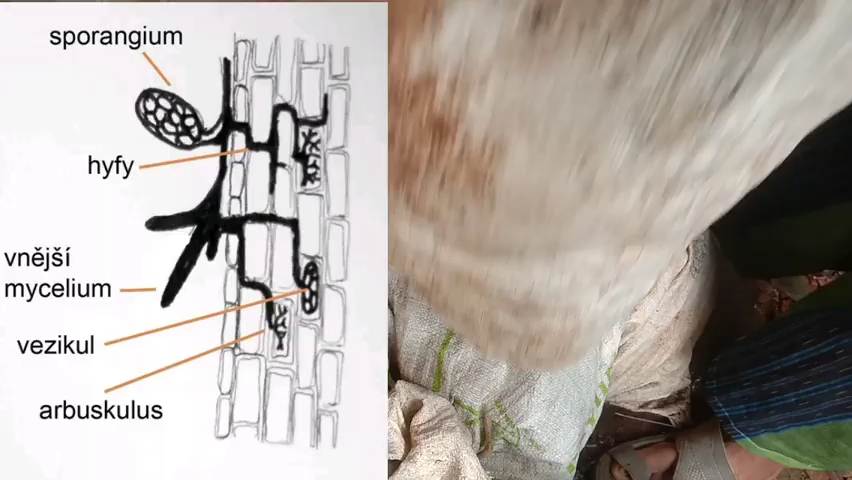 sporangium
hyfy
vnější
mycelium
vezikul
arbuskulus